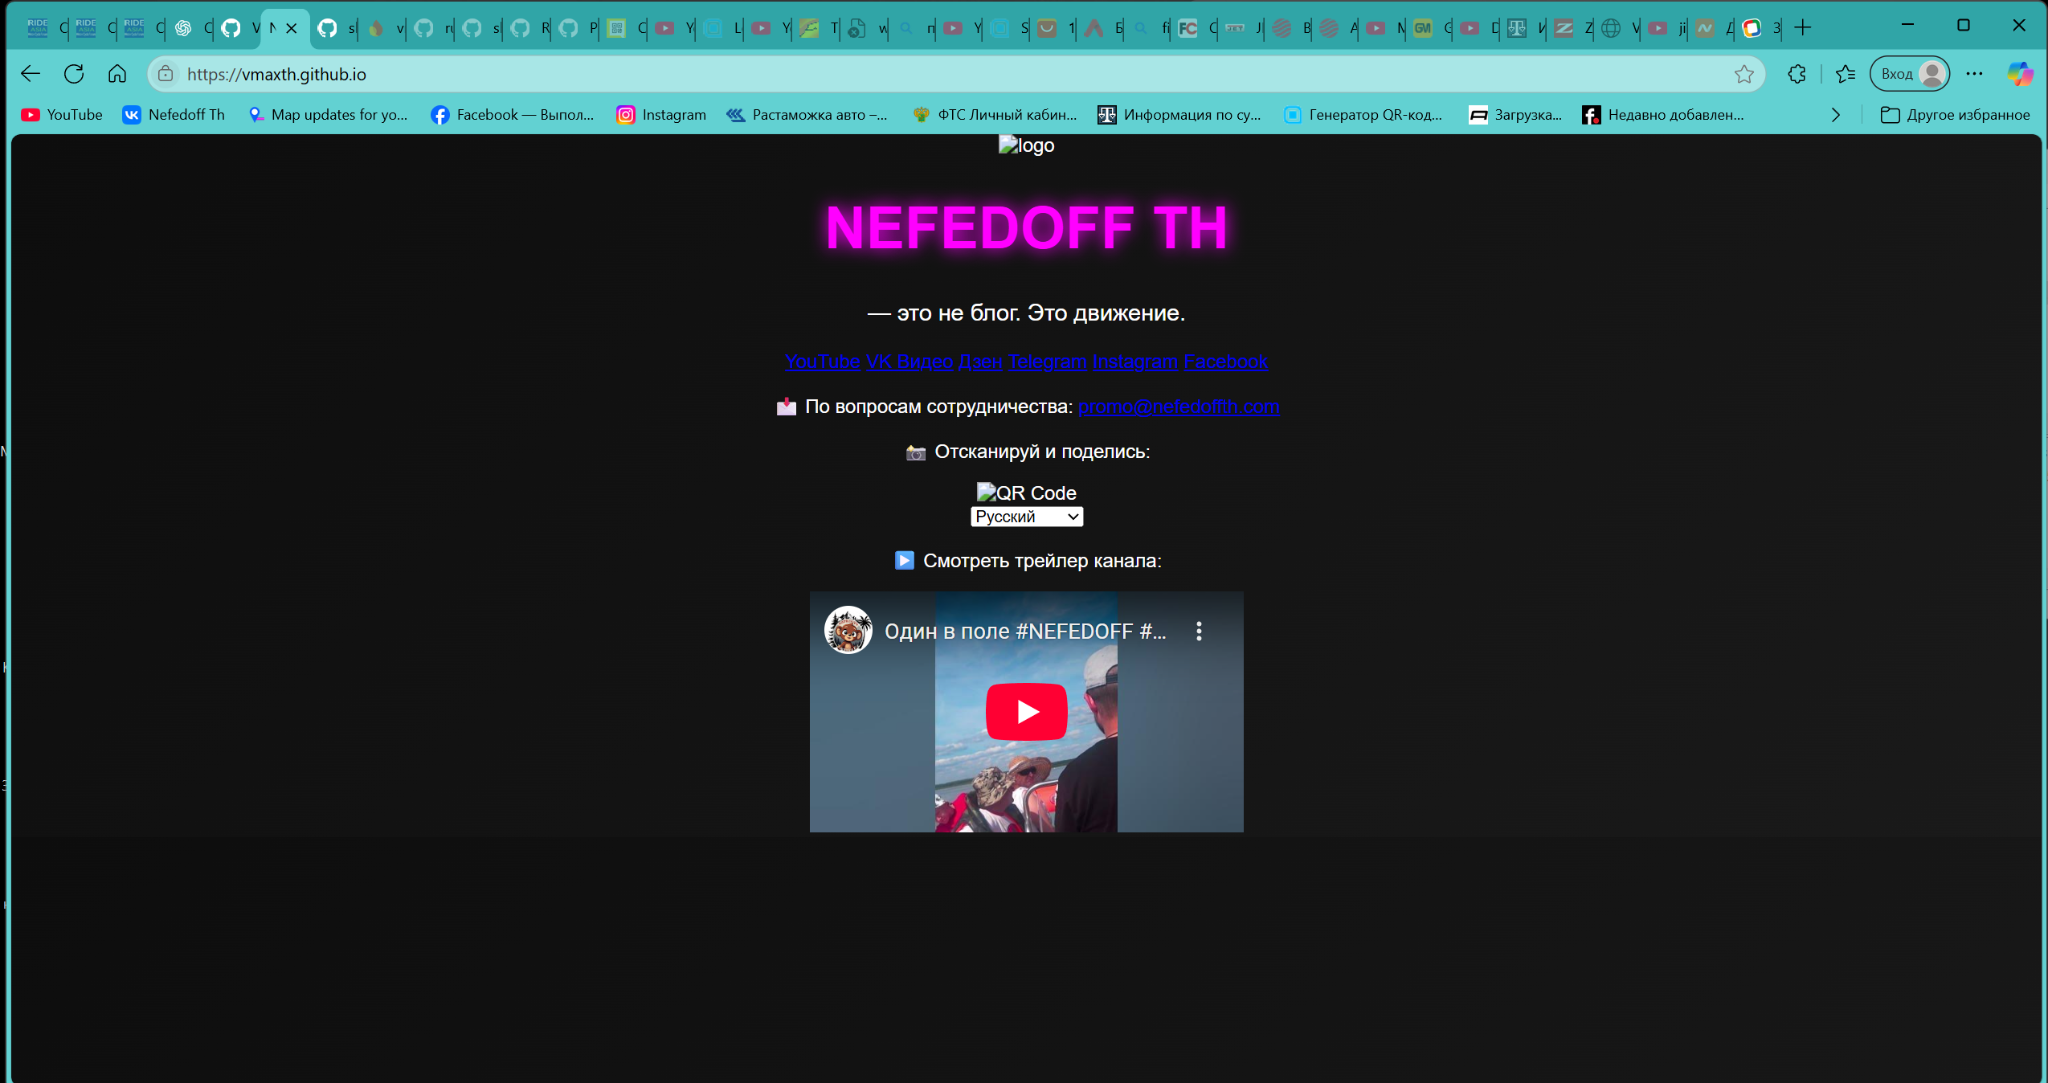 https://vmaxth.github.io
Вход
YouTube
Nefedoff Th
Map updates for yo...
Facebook — Выпол...
Instagram
Растаможка авто –...
ФТС Личный кабин...
Информация по су...
Генератор QR-код...
Загрузка...
Недавно добавлен...
Другое избранное
logo
NEFEDOFF TH
— это не блог. Это движение.
YouTube VK Видео Дзен Telegram Instagram Facebook
По вопросам сотрудничества: promo@nefedoffth.com
Отсканируй и поделись:
QR Code
Русский
Смотреть трейлер канала:
Один в поле #NEFEDOFF #...